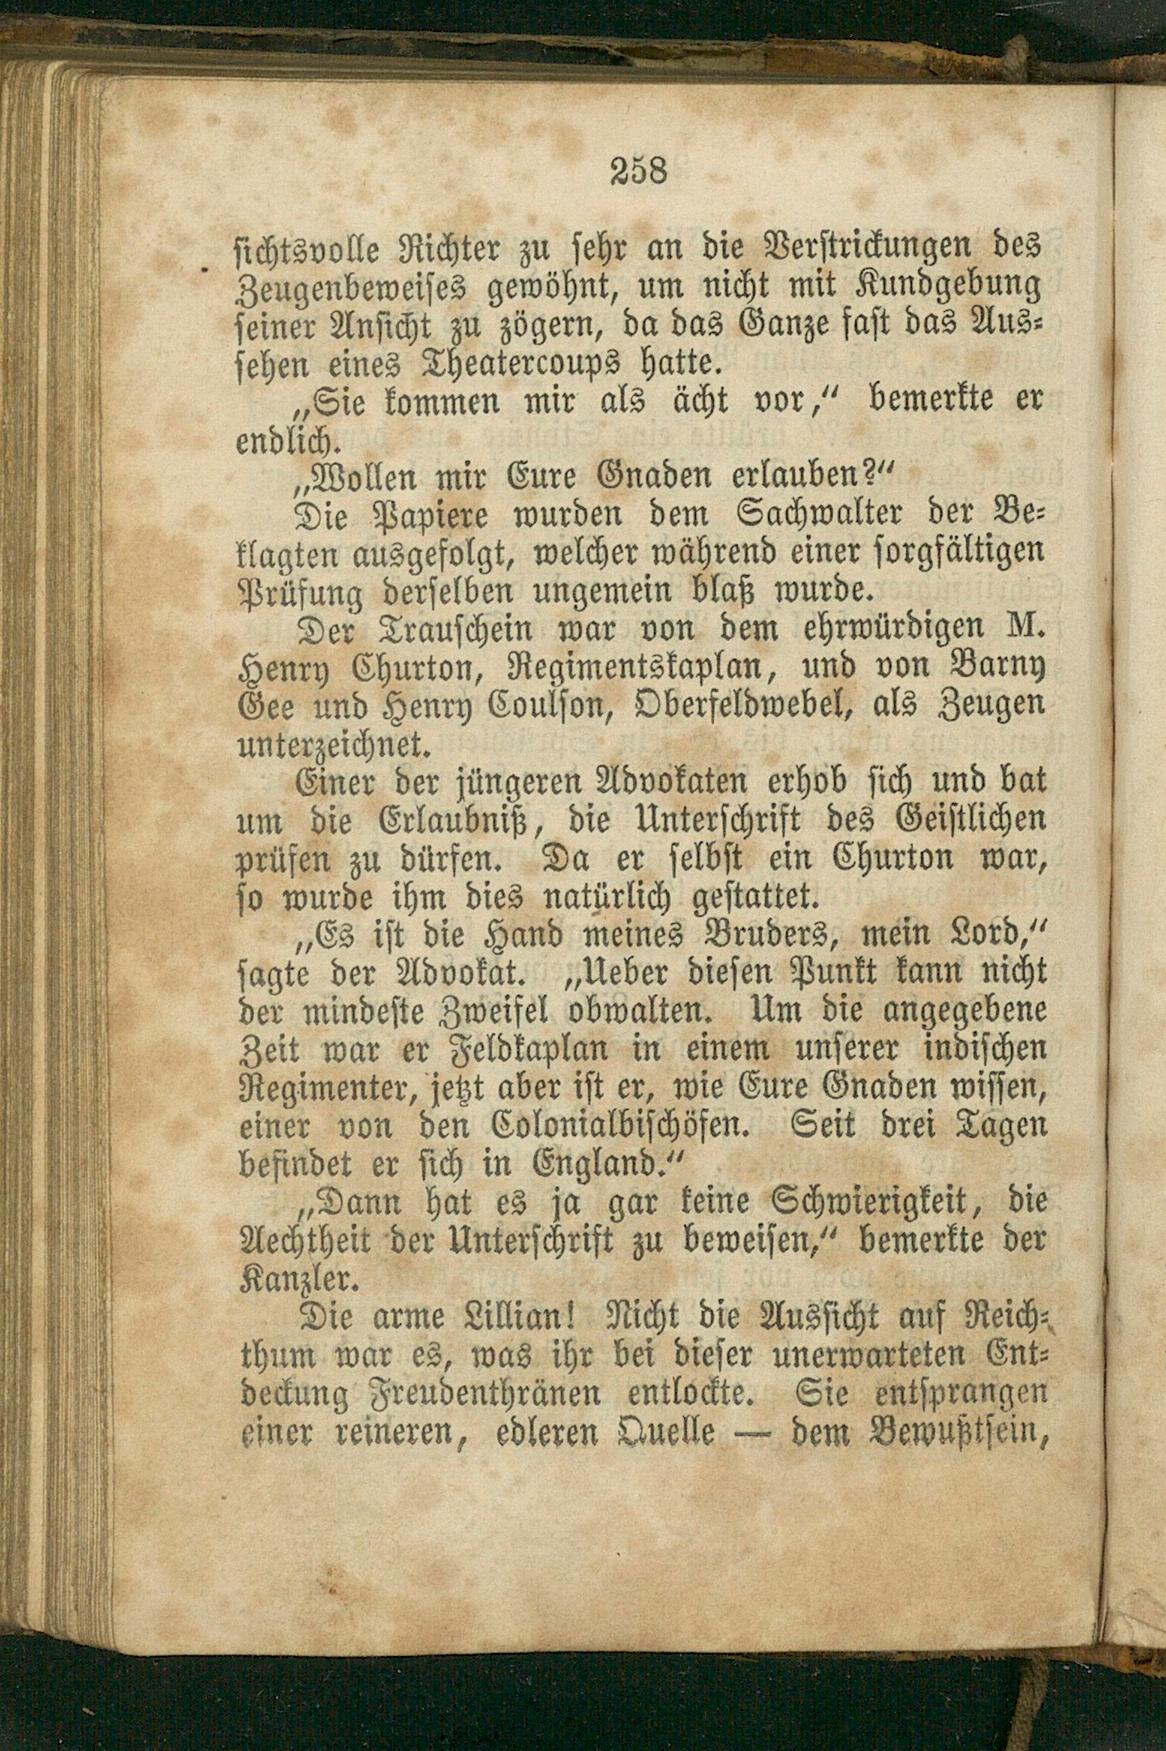 258
sichtsvolle Richter zu sehr an die Verstrickungen des
Zeugenbeweises gewöhnt, um nicht mit Kundgebung
seiner Ansicht zu zögern, da das Ganze fast das Aus-
sehen eines Theatercoups hatte.
„Sie kommen mir als ächt vor,“ bemerkte er
endlich.
„Wollen mir Eure Gnaden erlauben?“
Die Papiere wurden dem Sachwalter der Be-
klagten ausgefolgt, welcher während einer sorgfältigen
Prüfung derselben ungemein blaß wurde.
Der Trauschein war von dem ehrwürdigen M.
Henry Churton, Regimentskaplan, und von Barny
Gee und Henry Coulson, Oberfeldwebel, als Zeugen
unterzeichnet.
Einer der jüngeren Advokaten erhob sich und bat
um die Erlaubniß, die Unterschrift des Geistlichen
prüfen zu dürfen. Da er selbst ein Churton war,
so wurde ihm dies natürlich gestattet.
„Es ist die Hand meines Bruders, mein Lord,“
sagte der Advokat. „Ueber diesen Punkt kann nicht
der mindeste Zweifel obwalten. Um die angegebene
Zeit war er Feldkaplan in einem unserer indischen
Regimenter, jetzt aber ist er, wie Eure Gnaden wissen,
einer von den Colonialbischöfen. Seit drei Tagen
befindet er sich in England.“
„Dann hat es ja gar keine Schwierigkeit, die
Aechtheit der Unterschrift zu beweisen,“ bemerkte der
Kanzler.
Die arme Lillian! Nicht die Aussicht auf Reich-
thum war es, was ihr bei dieser unerwarteten Ent-
deckung Freudenthränen entlockte. Sie entsprangen
einer reineren, edleren Quelle — dem Bewußtsein,